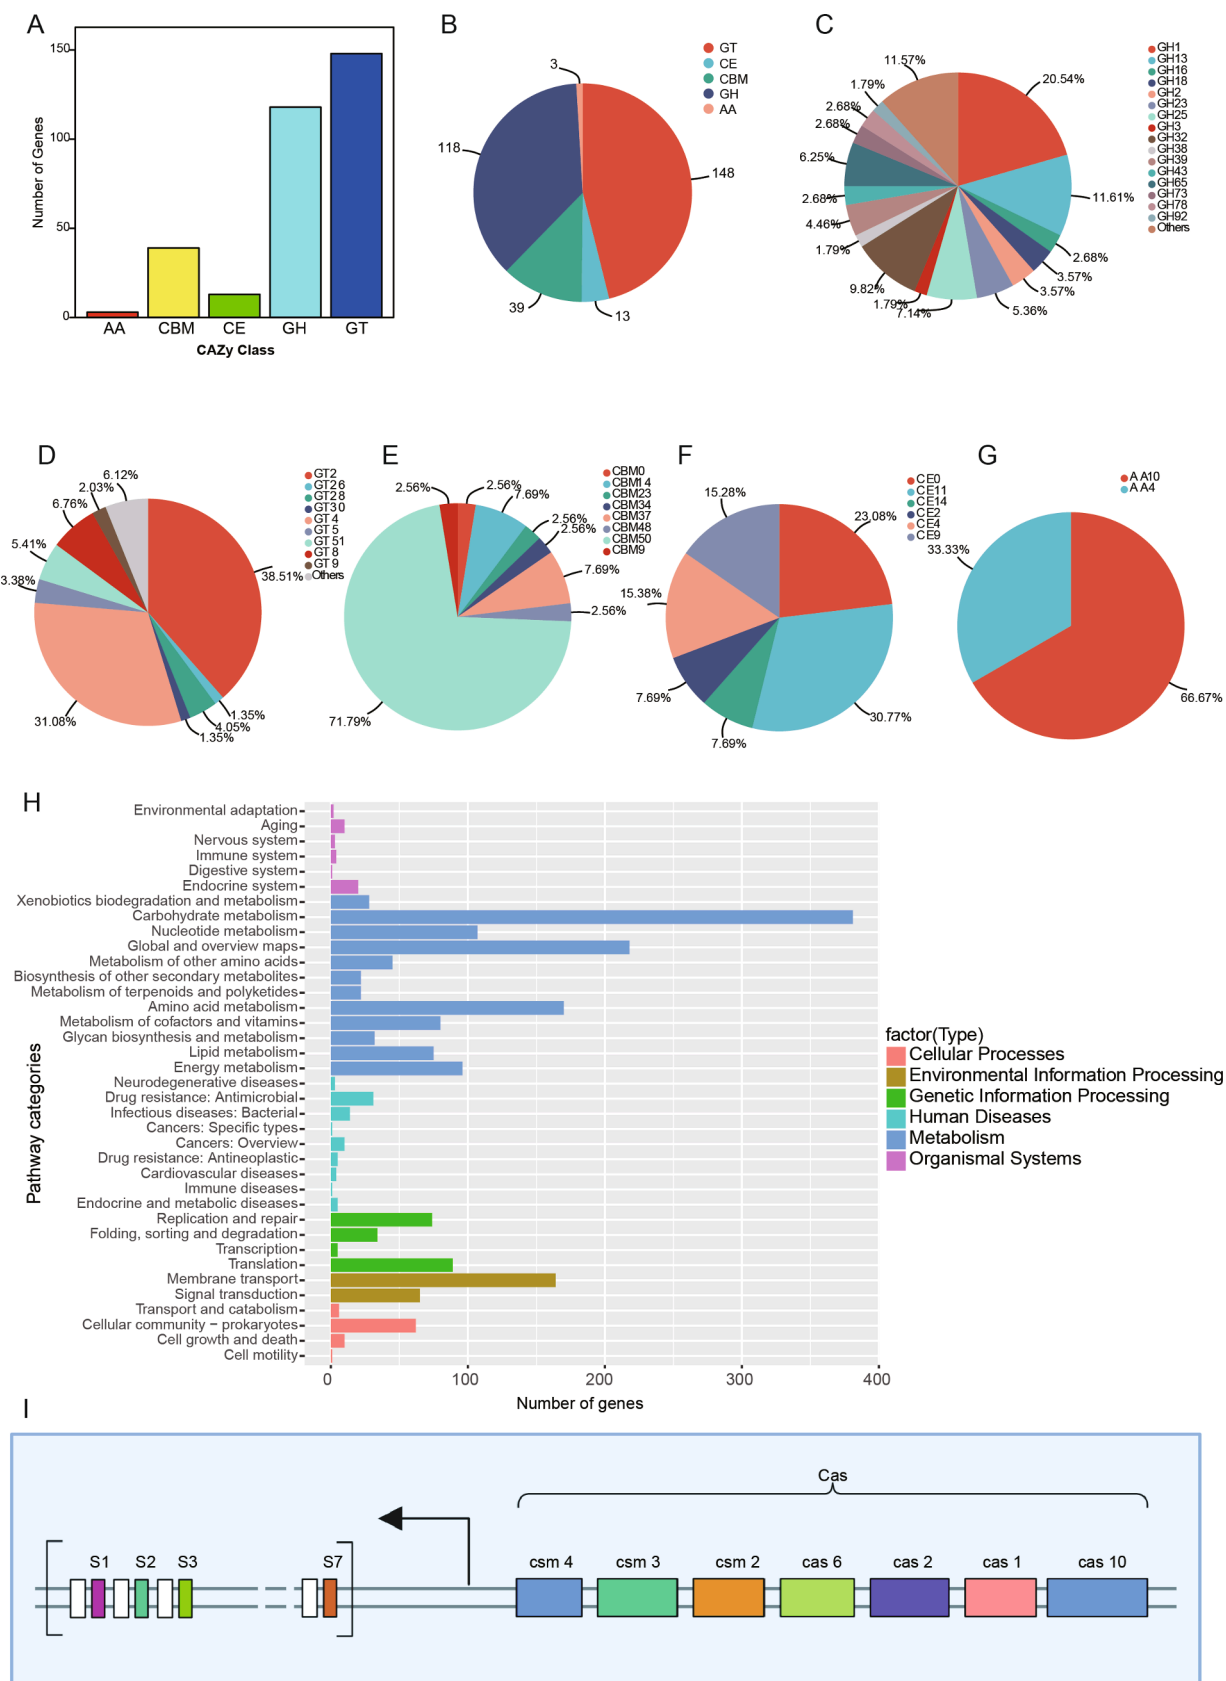 A
Number of Genes
150
100
50
0
AA
CBM
CE
GH
GT
CAZy Class
B
3
118
148
39
13
GT
CE
CBM
GH
AA
C
11.57%
1.79%
2.68%
2.68%
6.25%
2.68%
4.46%
1.79%
9.82%
1.79%
7.14%
5.36%
3.57%
3.57%
2.68%
11.61%
20.54%
GH1
GH13
GH16
GH18
GH2
GH23
GH25
GH3
GH32
GH38
GH39
GH43
GH65
GH73
GH78
GH92
Others
D
6.12%
2.03%
6.76%
5.41%
3.38%
31.08%
1.35%
4.05%
1.35%
38.51%
GT2
GT26
GT28
GT30
GT4
GT5
GT51
GT8
GT9
Others
E
2.56%
2.56%
7.69%
2.56%
2.56%
7.69%
2.56%
71.79%
CBM0
CBM14
CBM23
CBM34
CBM37
CBM48
CBM50
CBM9
F
15.28%
23.08%
15.38%
7.69%
7.69%
30.77%
CE0
CE11
CE14
CE2
CE4
CE9
G
33.33%
66.67%
AA10
AA4
H
Pathway categories
Environmental adaptation
Aging
Nervous system
Immune system
Digestive system
Endocrine system
Xenobiotics biodegradation and metabolism
Carbohydrate metabolism
Nucleotide metabolism
Global and overview maps
Metabolism of other amino acids
Biosynthesis of other secondary metabolites
Metabolism of terpenoids and polyketides
Amino acid metabolism
Metabolism of cofactors and vitamins
Glycan biosynthesis and metabolism
Lipid metabolism
Energy metabolism
Neurodegenerative diseases
Drug resistance: Antimicrobial
Infectious diseases: Bacterial
Cancers: Specific types
Cancers: Overview
Drug resistance: Antineoplastic
Cardiovascular diseases
Immune diseases
Endocrine and metabolic diseases
Replication and repair
Folding, sorting and degradation
Transcription
Translation
Membrane transport
Signal transduction
Transport and catabolism
Cellular community − prokaryotes
Cell growth and death
Cell motility
0 100 200 300 400
Number of genes
factor(Type)
Cellular Processes
Environmental Information Processing
Genetic Information Processing
Human Diseases
Metabolism
Organismal Systems
I
Cas
S1 S2 S3 S7 csm 4 csm 3 csm 2 cas 6 cas 2 cas 1 cas 10